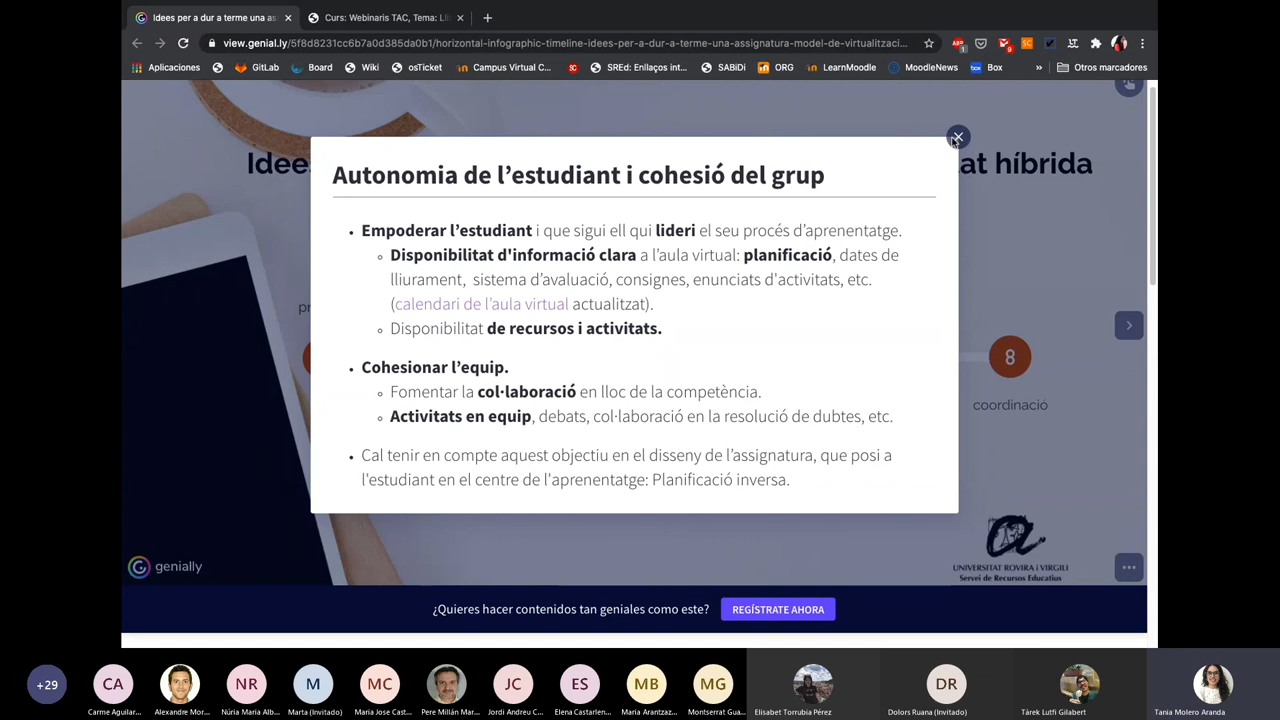 Idees per a dur a terme una as
Curs: Webinaris TAC, Tema: Lli
view.genial.ly/5f8d8231cc6b7a0d385da0b1/horizontal-infographic-timeline-idees-per-a-dur-a-terme-una-assignatura-model-de-virtualitzaci...
Aplicaciones
GitLab
Board
Wiki
osTicket
Campus Virtual C...
SREd: Enllaços int...
SABiDi
ORG
LearnMoodle
MoodleNews
Box
»
Otros marcadores
Idee
at híbrida
Autonomia de l’estudiant i cohesió del grup
• Empoderar l’estudiant i que sigui ell qui lideri el seu procés d’aprenentatge.
◦ Disponibilitat d'informació clara a l’aula virtual: planificació, dates de
lliurament, sistema d’avaluació, consignes, enunciats d'activitats, etc.
(calendari de l’aula virtual actualitzat).
◦ Disponibilitat de recursos i activitats.
• Cohesionar l’equip.
◦ Fomentar la col·laboració en lloc de la competència.
◦ Activitats en equip, debats, col·laboració en la resolució de dubtes, etc.
• Cal tenir en compte aquest objectiu en el disseny de l’assignatura, que posi a
l'estudiant en el centre de l'aprenentatge: Planificació inversa.
pr
8
coordinació
genially
UNIVERSITAT ROVIRA i VIRGILI
Servei de Recursos Educatius
¿Quieres hacer contenidos tan geniales como este?
REGÍSTRATE AHORA
+29
CA
NR
M
MC
JC
ES
MB
MG
DR
Carme Aguilar...
Alexandre Mor...
Núria Maria Alb...
Marta (Invitado)
Maria Jose Cast...
Pere Millán Mar...
Jordi Andreu C...
Elena Castarlen...
Maria Arantzaz...
Montserrat Gua...
Elisabet Torrubia Pérez
Dolors Ruana (Invitado)
Tàrek Lutfi Gilabert
Tania Molero Aranda